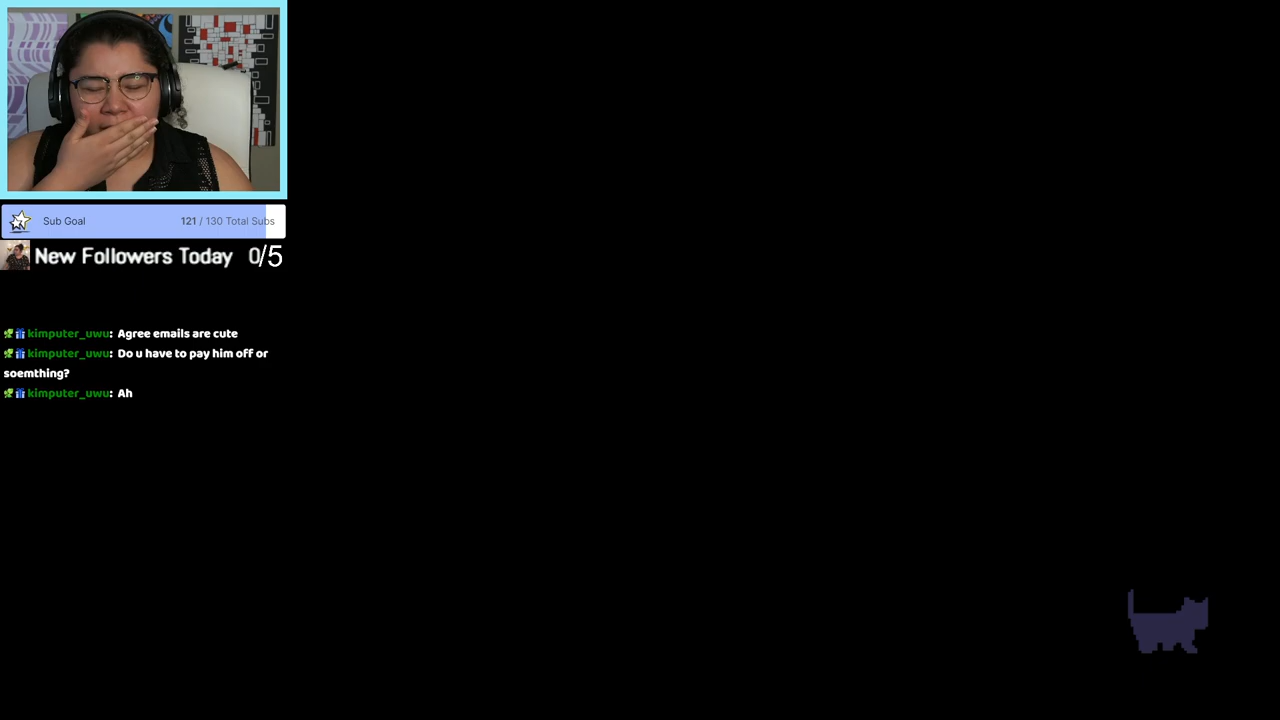 Sub Goal 121 / 130 Total Subs
New Followers Today 0/5
kimputer_uwu: Agree emails are cute
kimputer_uwu: Do u have to pay him off or
soemthing?
kimputer_uwu: Ah